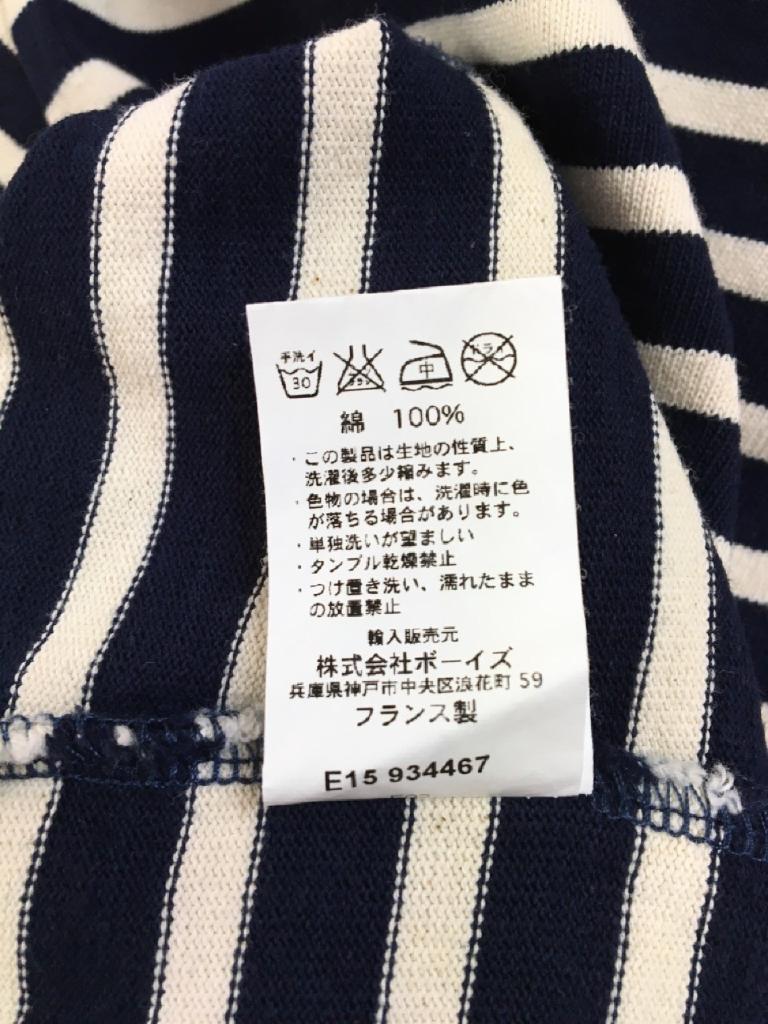 手洗イ
30
中
ドライ
綿 100%
・この製品は生地の性質上、
洗濯後多少縮みます。
・色物の場合は、洗濯時に色
が落ちる場合があります。
・単独洗いが望ましい
・タンブル乾燥禁止
・つけ置き洗い、濡れたまま
の放置禁止
輸入販売元
株式会社ボーイズ
兵庫県神戸市中央区浪花町 59
フランス製
E15 934467